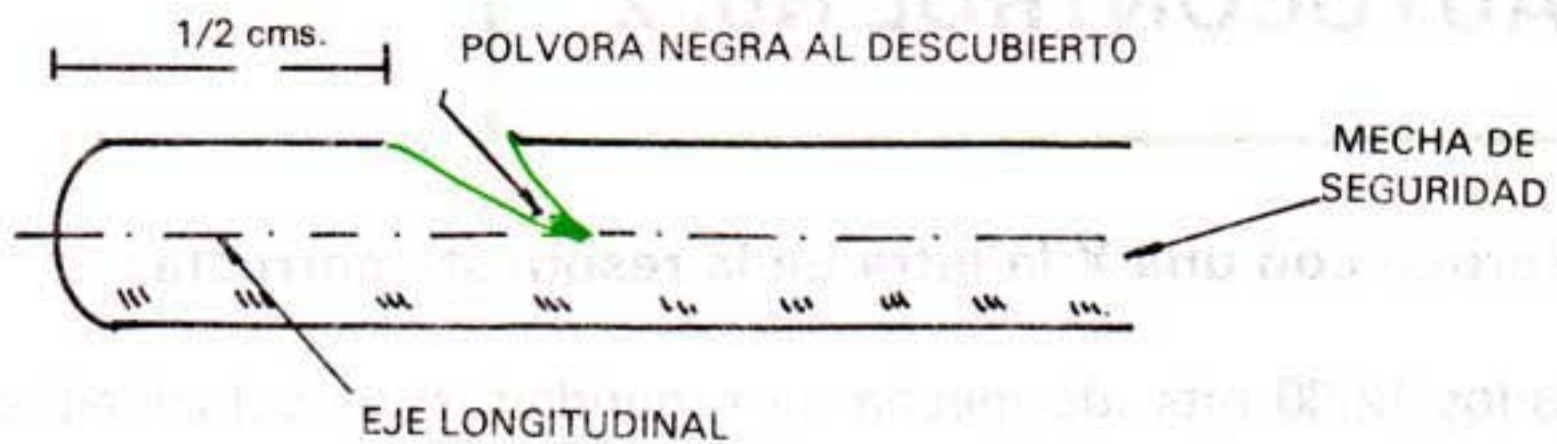 1/2 cms.
POLVORA NEGRA AL DESCUBIERTO
MECHA DE
SEGURIDAD
EJE LONGITUDINAL